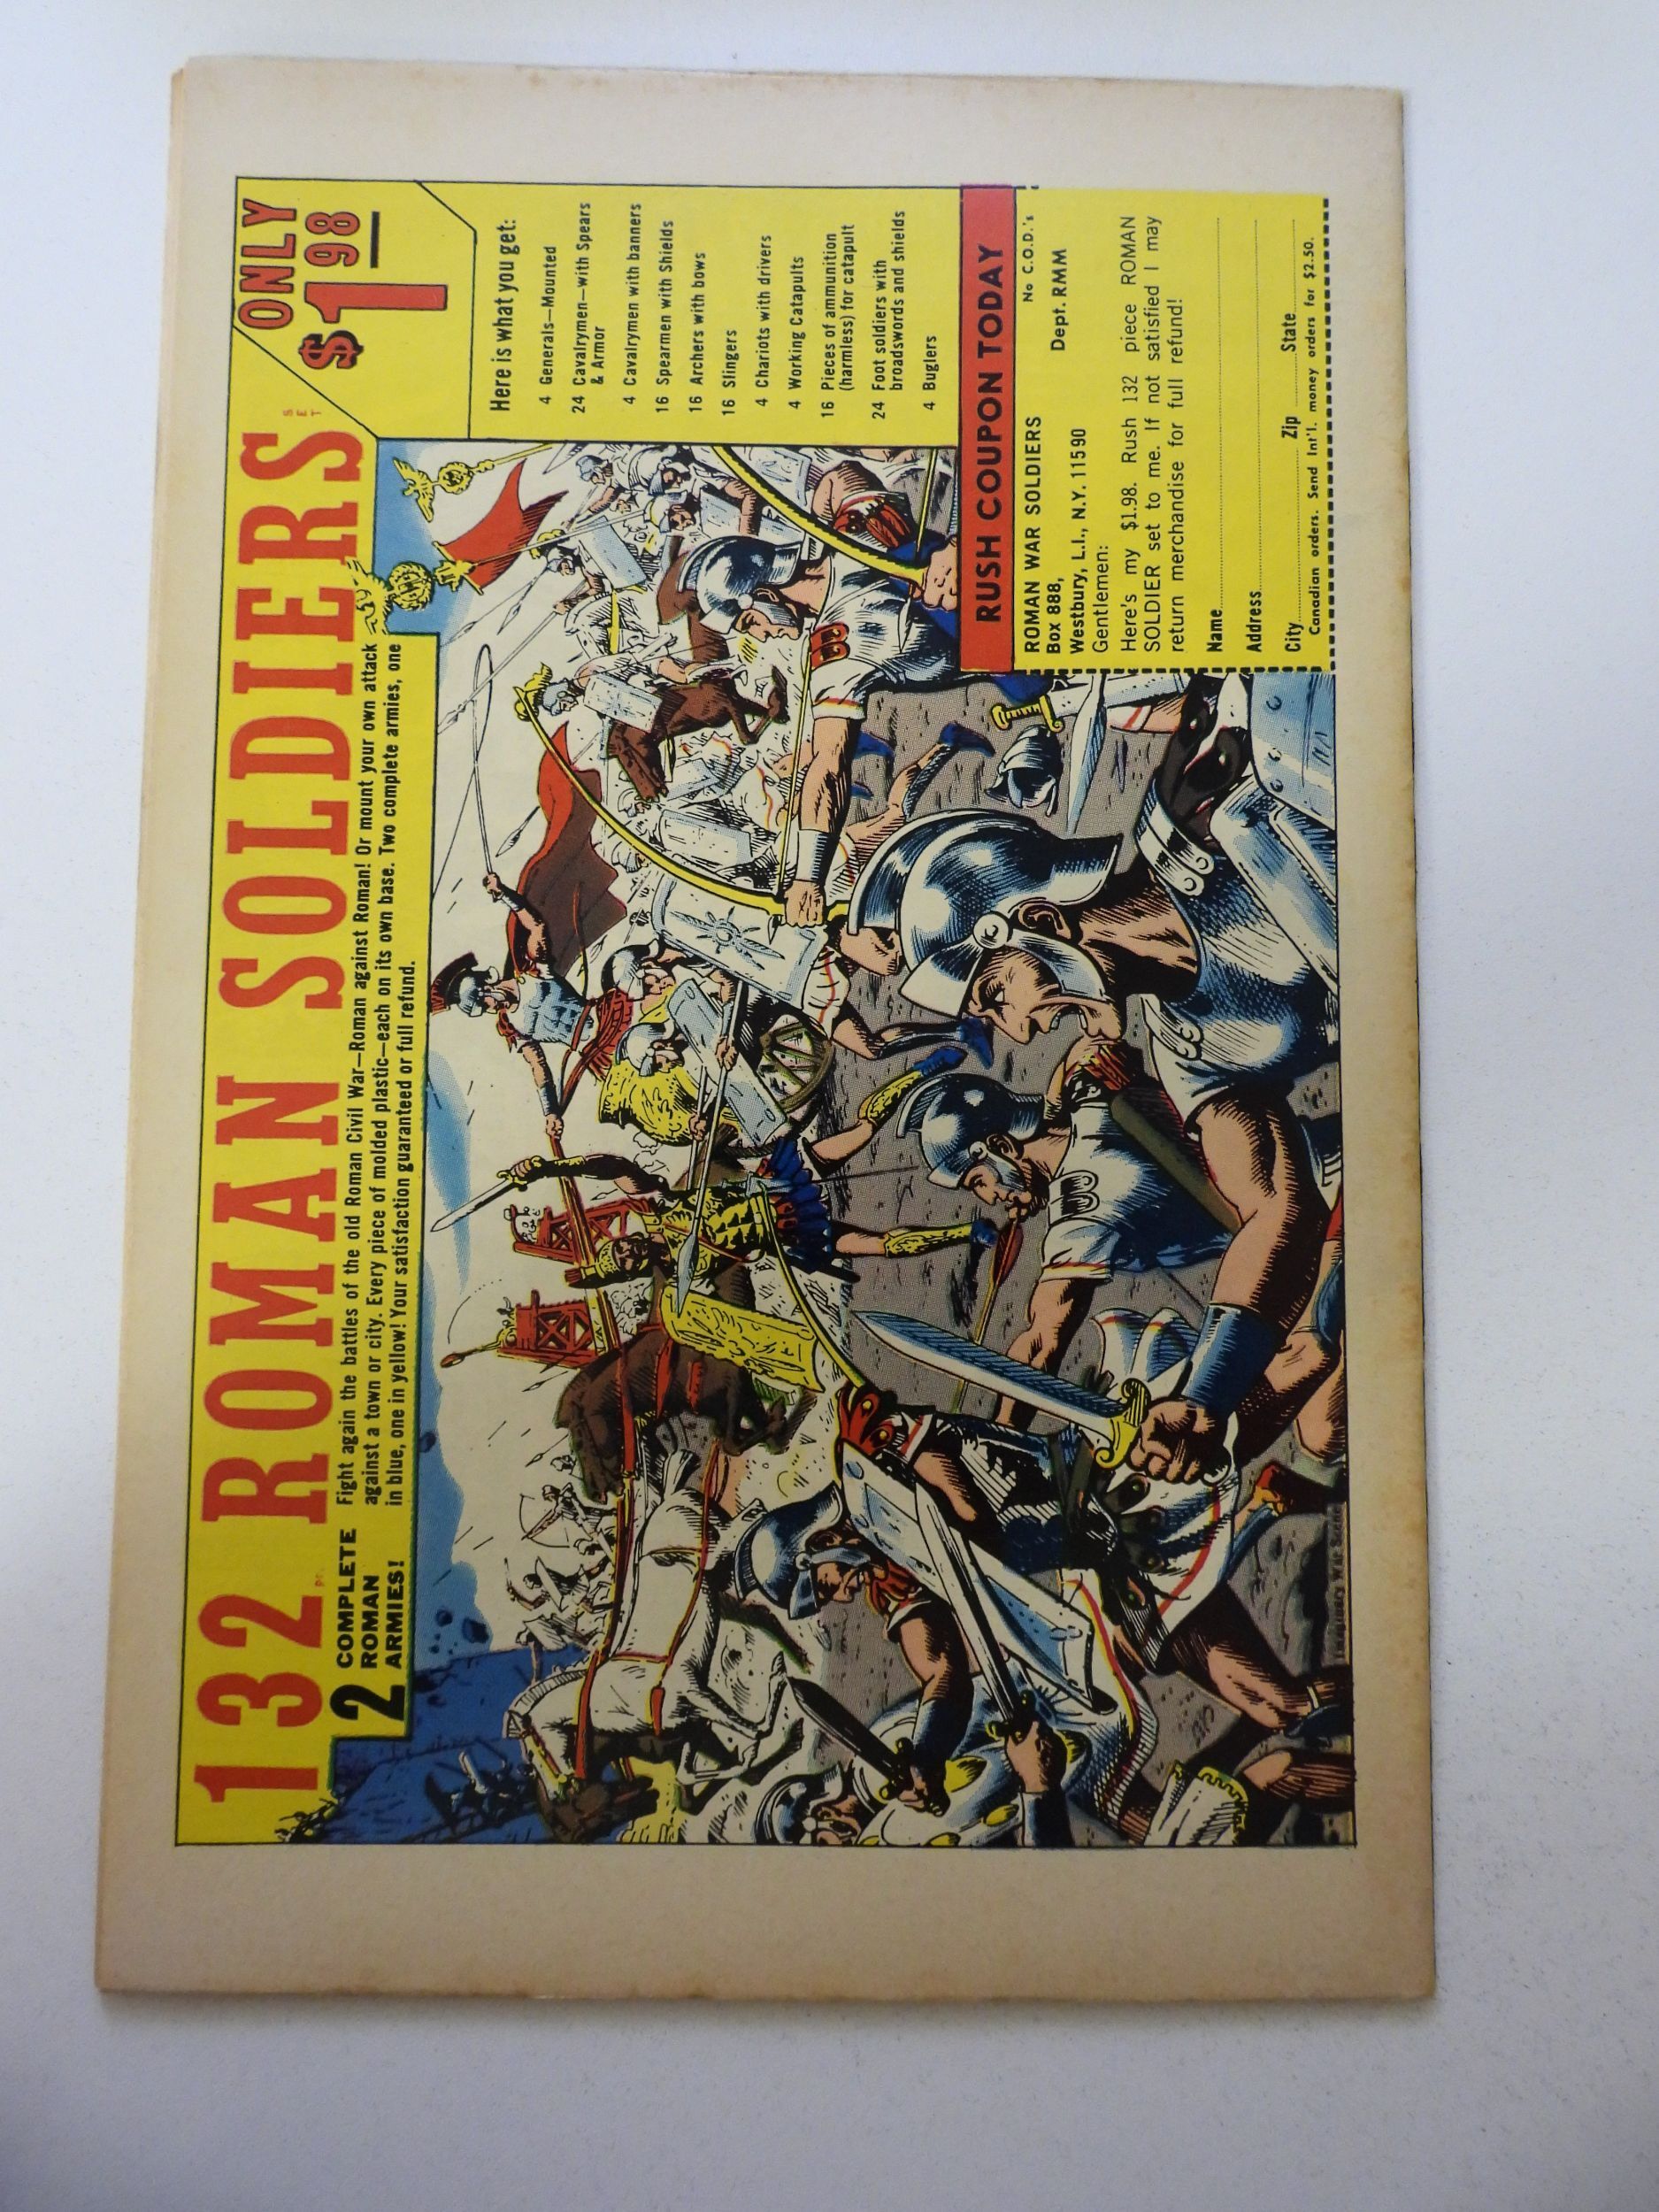 132 ROMAN SOLDIERS
PC.
SET
ONLY
$1 98
2 COMPLETE
ROMAN
ARMIES!
Fight again the battles of the old Roman Civil War—Roman against Roman! Or mount your own attack
against a town or city. Every piece of molded plastic—each on its own base. Two complete armies, one
in blue, one in yellow! Your satisfaction guaranteed or full refund.
Here is what you get:
4 Generals—Mounted
24 Cavalrymen—with Spears
& Armor
4 Cavalrymen with banners
16 Spearmen with Shields
16 Archers with bows
16 Slingers
4 Chariots with drivers
4 Working Catapults
16 Pieces of ammunition
(harmless) for catapult
24 Foot soldiers with
broadswords and shields
4 Buglers
RUSH COUPON TODAY
ROMAN WAR SOLDIERS No C.O.D.'s
Box 888,
Westbury, L.I., N.Y. 11590 Dept. RMM
Gentlemen:
Here's my $1.98. Rush 132 piece ROMAN
SOLDIER set to me. If not satisfied I may
return merchandise for full refund!
Name
Address
City Zip State
Canadian orders. Send Int'l. money orders for $2.50.
War Scene